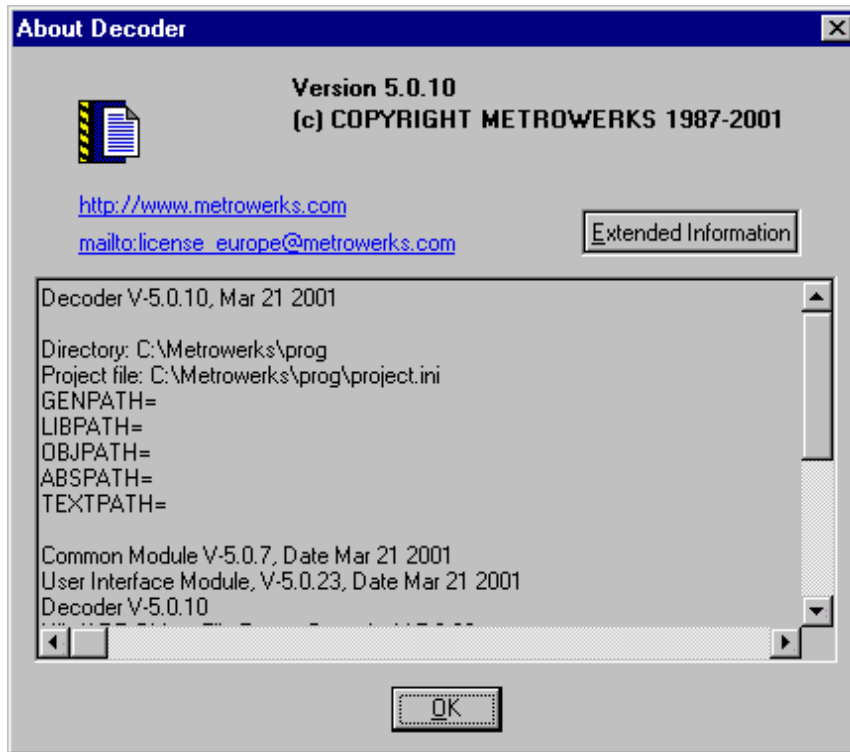 About Decoder
Version 5.0.10
(c) COPYRIGHT METROWERKS 1987-2001
http://www.metrowerks.com
mailto:license_europe@metrowerks.com
Extended Information
Decoder V-5.0.10, Mar 21 2001
Directory: C:\Metrowerks\prog
Project file: C:\Metrowerks\prog\project.ini
GENPATH=
LIBPATH=
OBJPATH=
ABSPATH=
TEXTPATH=
Common Module V-5.0.7, Date Mar 21 2001
User Interface Module, V-5.0.23, Date Mar 21 2001
Decoder V-5.0.10
OK